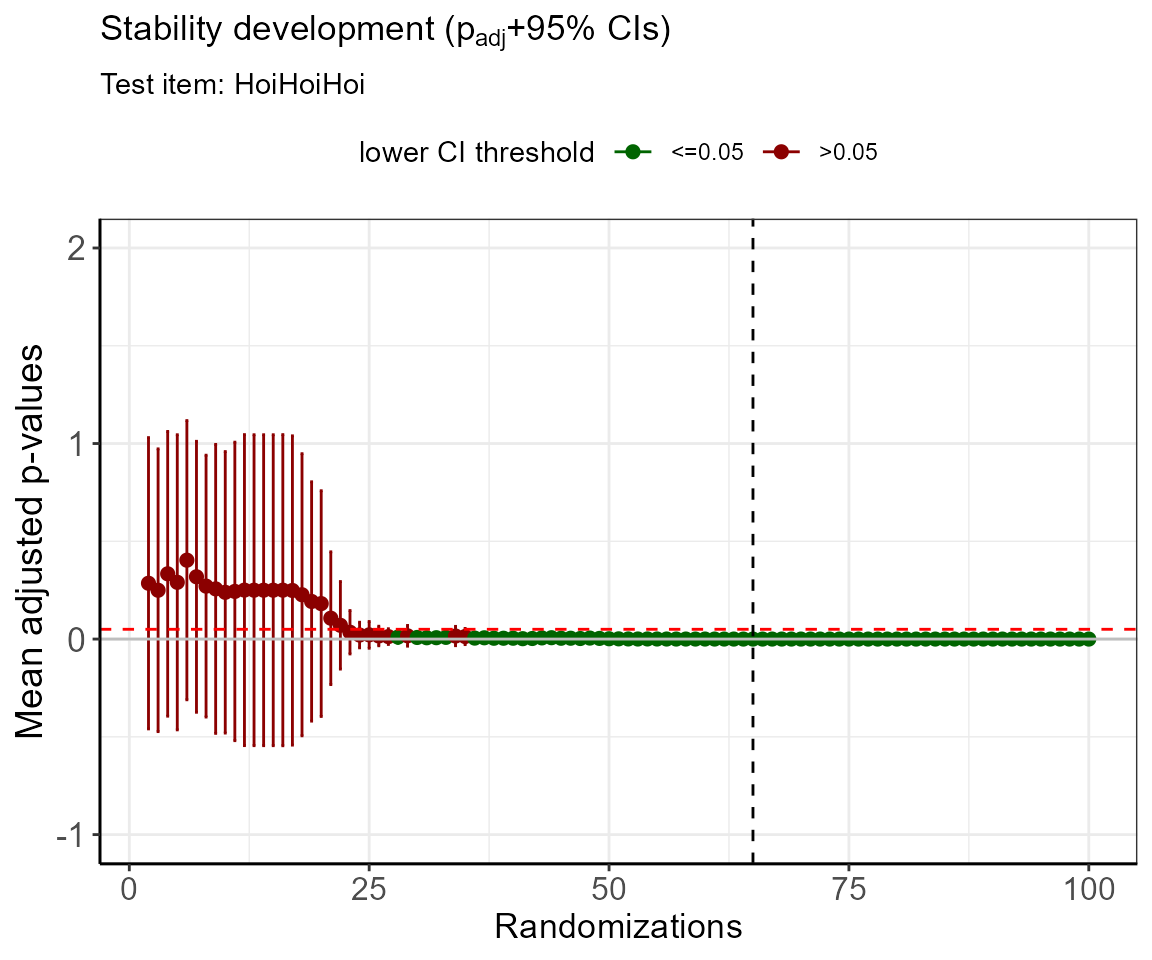 Stability development (padj+95% CIs)
Test item: HoiHoiHoi
lower CI threshold <=0.05 >0.05
Mean adjusted p-values
2
1
0
-1
0 25 50 75 100
Randomizations